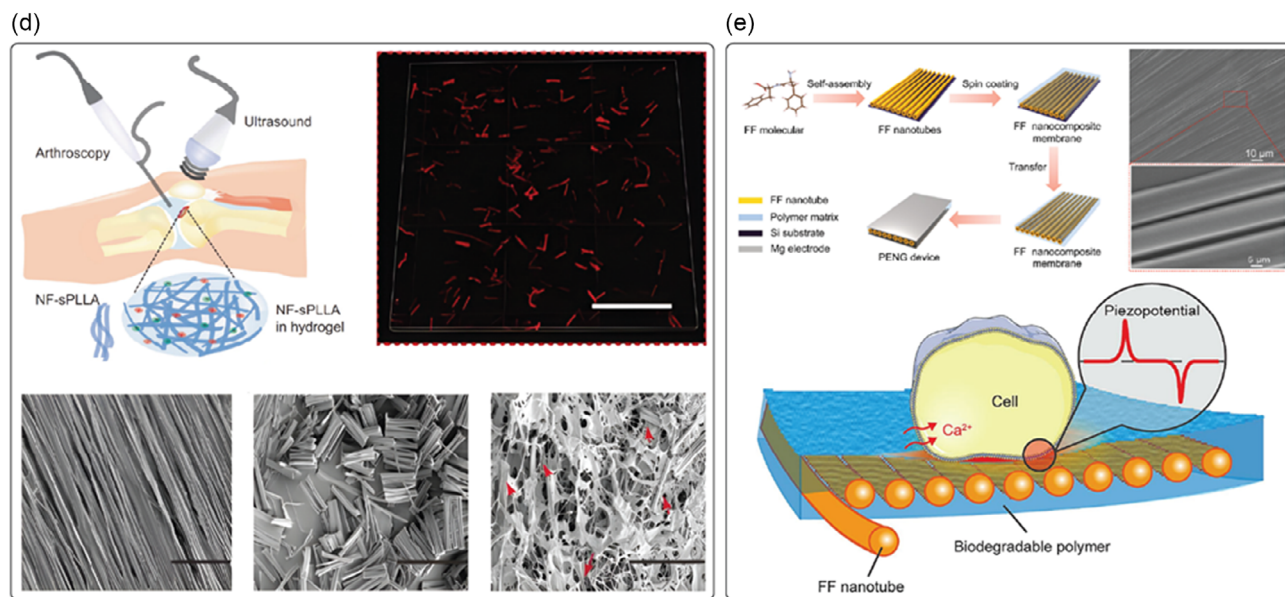 (d)
Arthroscopy
Ultrasound
NF-sPLLA
NF-sPLLA
in hydrogel
(e)
Self-assembly
Spin coating
FF molecular
FF nanotubes
FF nanocomposite
membrane
10 µm
Transfer
FF nanotube
Polymer matrix
Si substrate
Mg electrode
PENG device
FF nanocomposite
membrane
5 µm
Piezopotential
Cell
Ca²⁺
Biodegradable polymer
FF nanotube